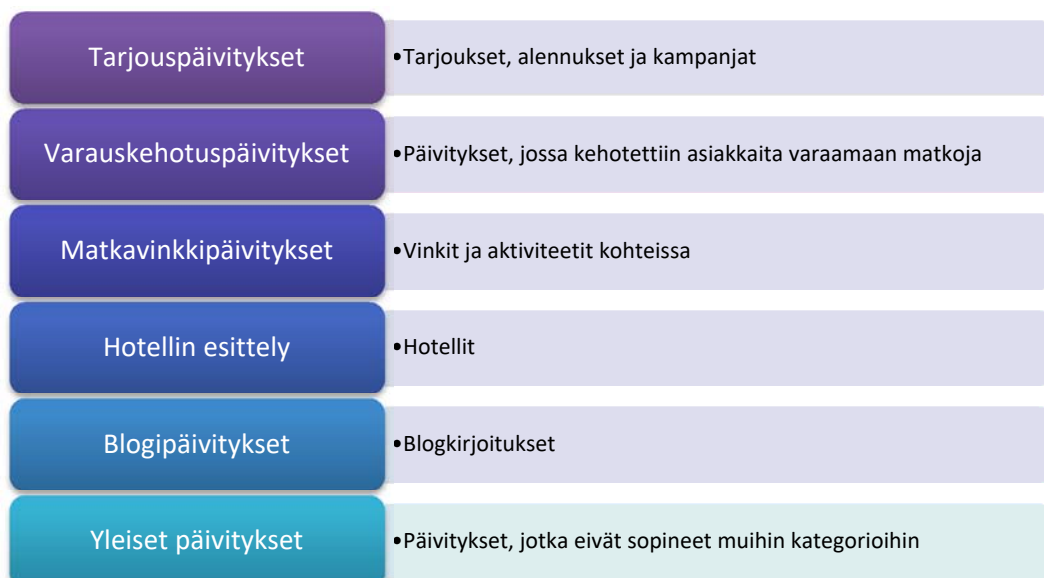 Tarjouspäivitykset
•Tarjoukset, alennukset ja kampanjat
Varauskehotuspäivitykset
•Päivitykset, jossa kehotettiin asiakkaita varaamaan matkoja
Matkavinkkipäivitykset
•Vinkit ja aktiviteetit kohteissa
Hotellin esittely
•Hotellit
Blogipäivitykset
•Blogkirjoitukset
Yleiset päivitykset
•Päivitykset, jotka eivät sopineet muihin kategorioihin